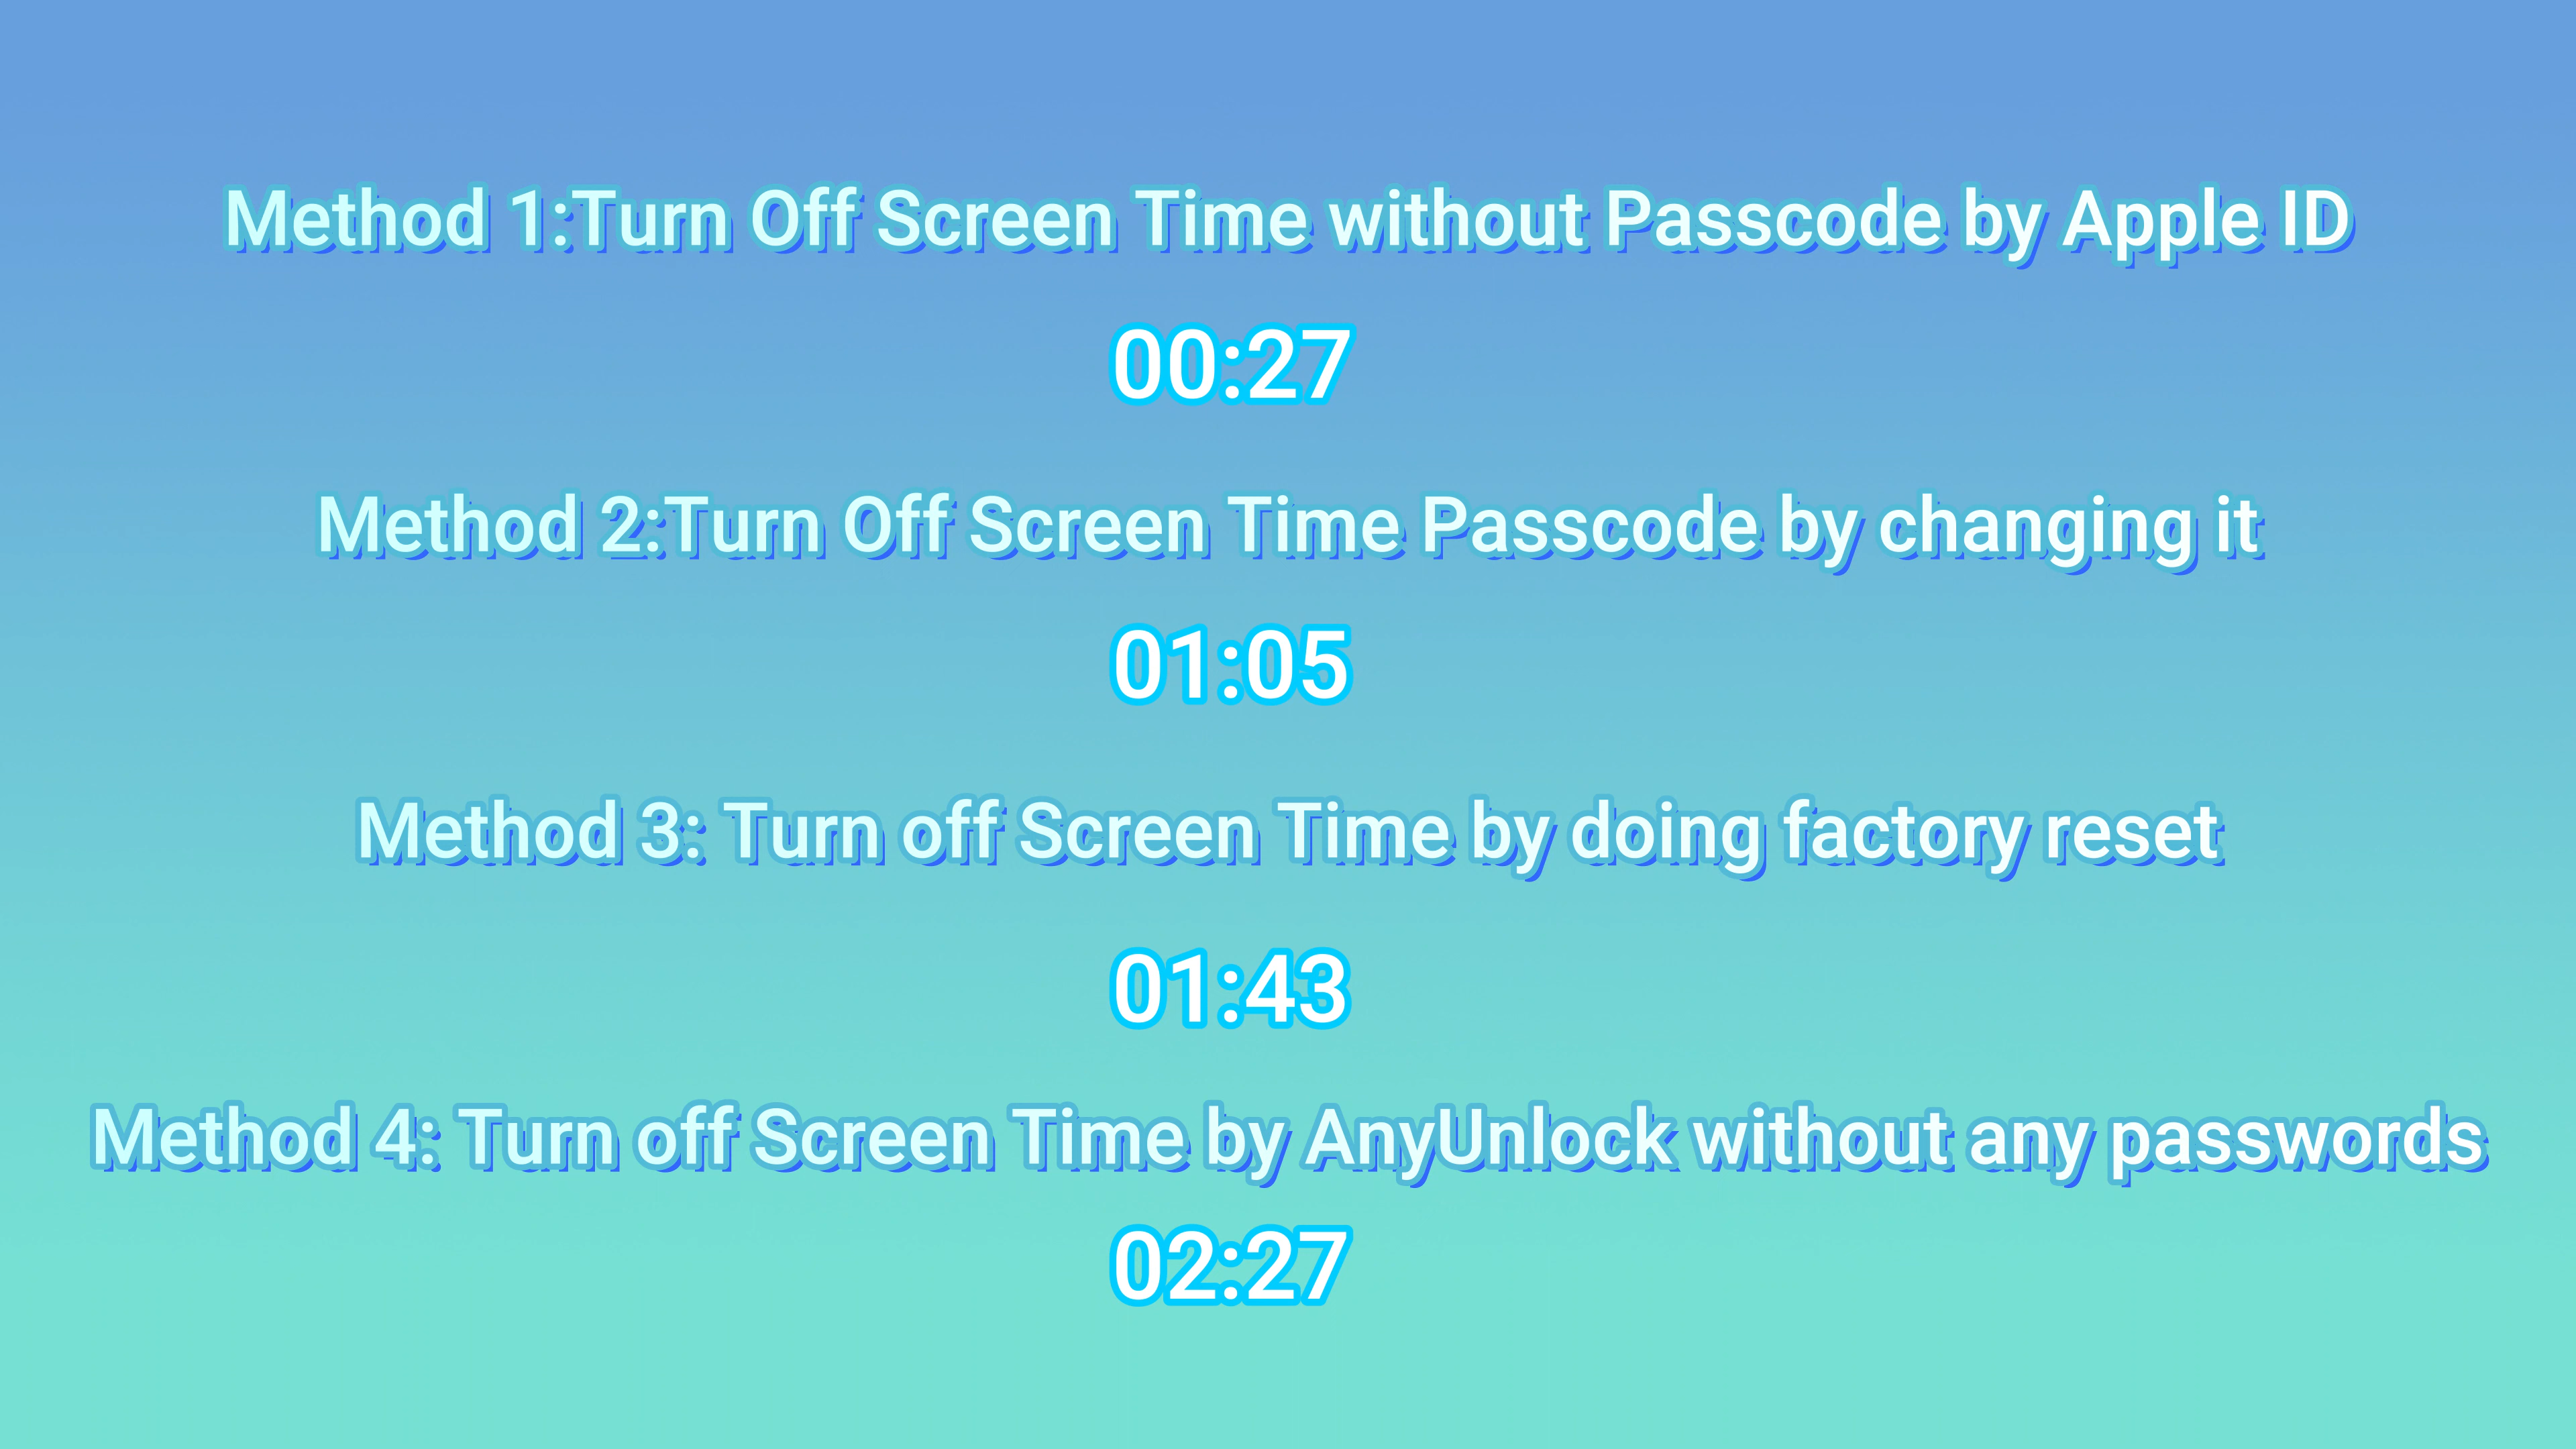 Method 1:Turn Off Screen Time without Passcode by Apple ID
00:27
Method 2:Turn Off Screen Time Passcode by changing it
01:05
Method 3: Turn off Screen Time by doing factory reset
01:43
Method 4: Turn off Screen Time by AnyUnlock without any passwords
02:27